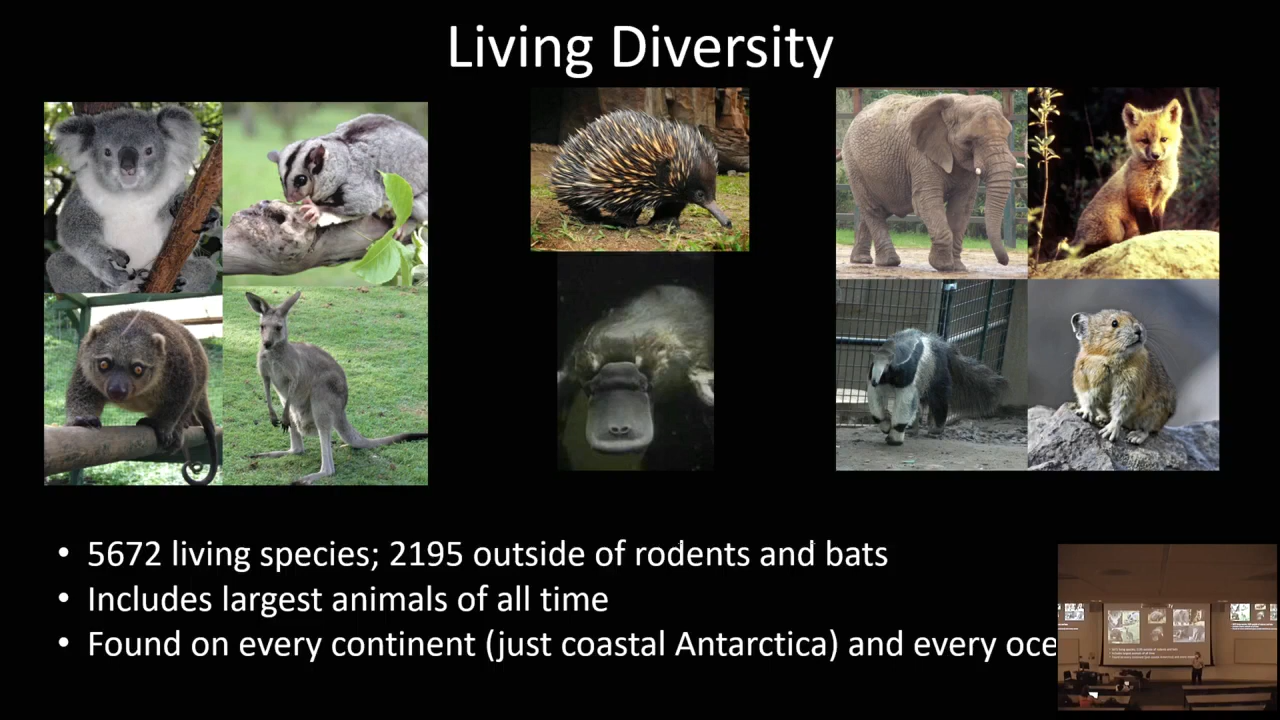 Living Diversity
• 5672 living species; 2195 outside of rodents and bats
• Includes largest animals of all time
• Found on every continent (just coastal Antarctica) and every oce